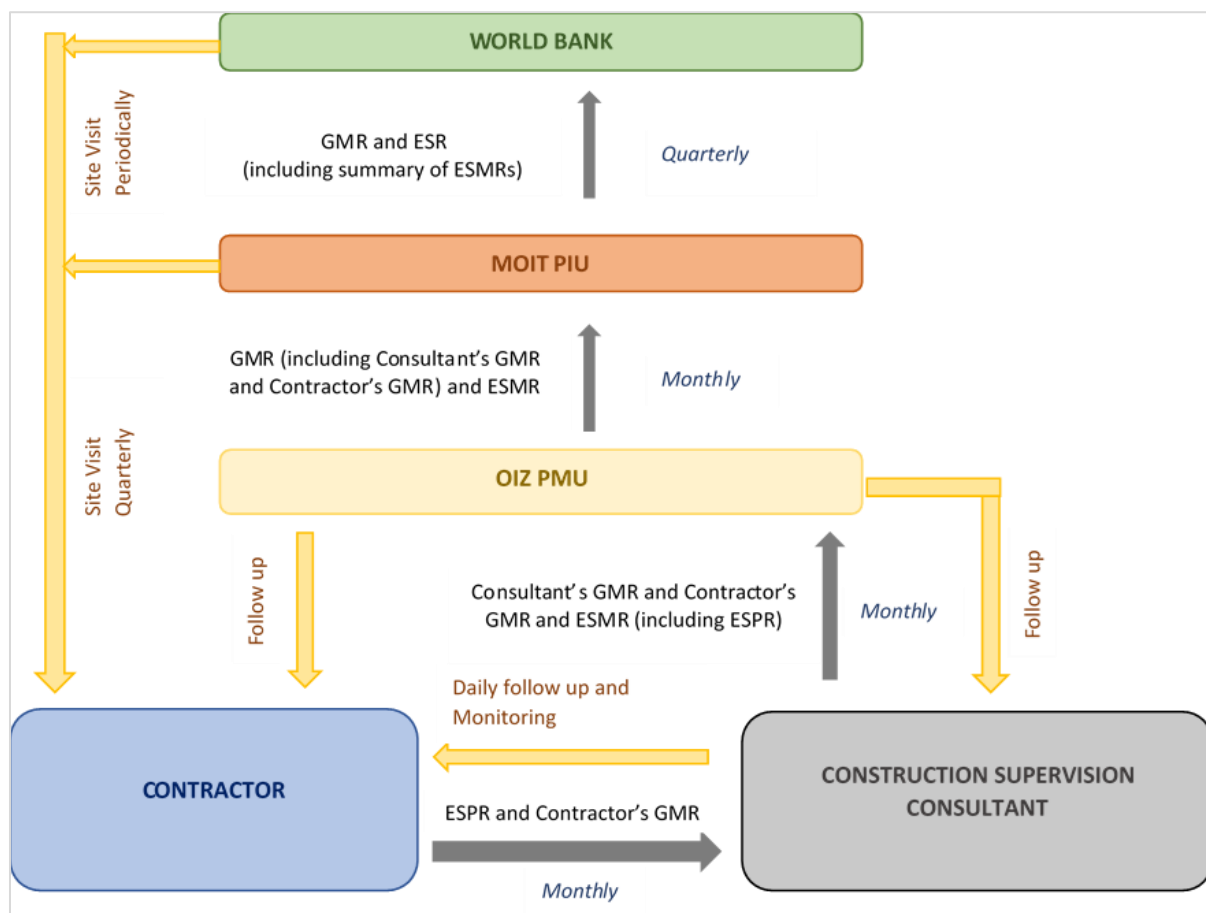 WORLD BANK
Site Visit
Periodically
GMR and ESR
(including summary of ESMRs)
Quarterly
MOIT PIU
GMR (including Consultant's GMR
and Contractor's GMR) and ESMR
Monthly
Site Visit
Quarterly
OIZ PMU
Follow up
Consultant's GMR and Contractor's
GMR and ESMR (including ESPR)
Monthly
Follow up
Daily follow up and
Monitoring
CONTRACTOR
CONSTRUCTION SUPERVISION
CONSULTANT
ESPR and Contractor's GMR
Monthly